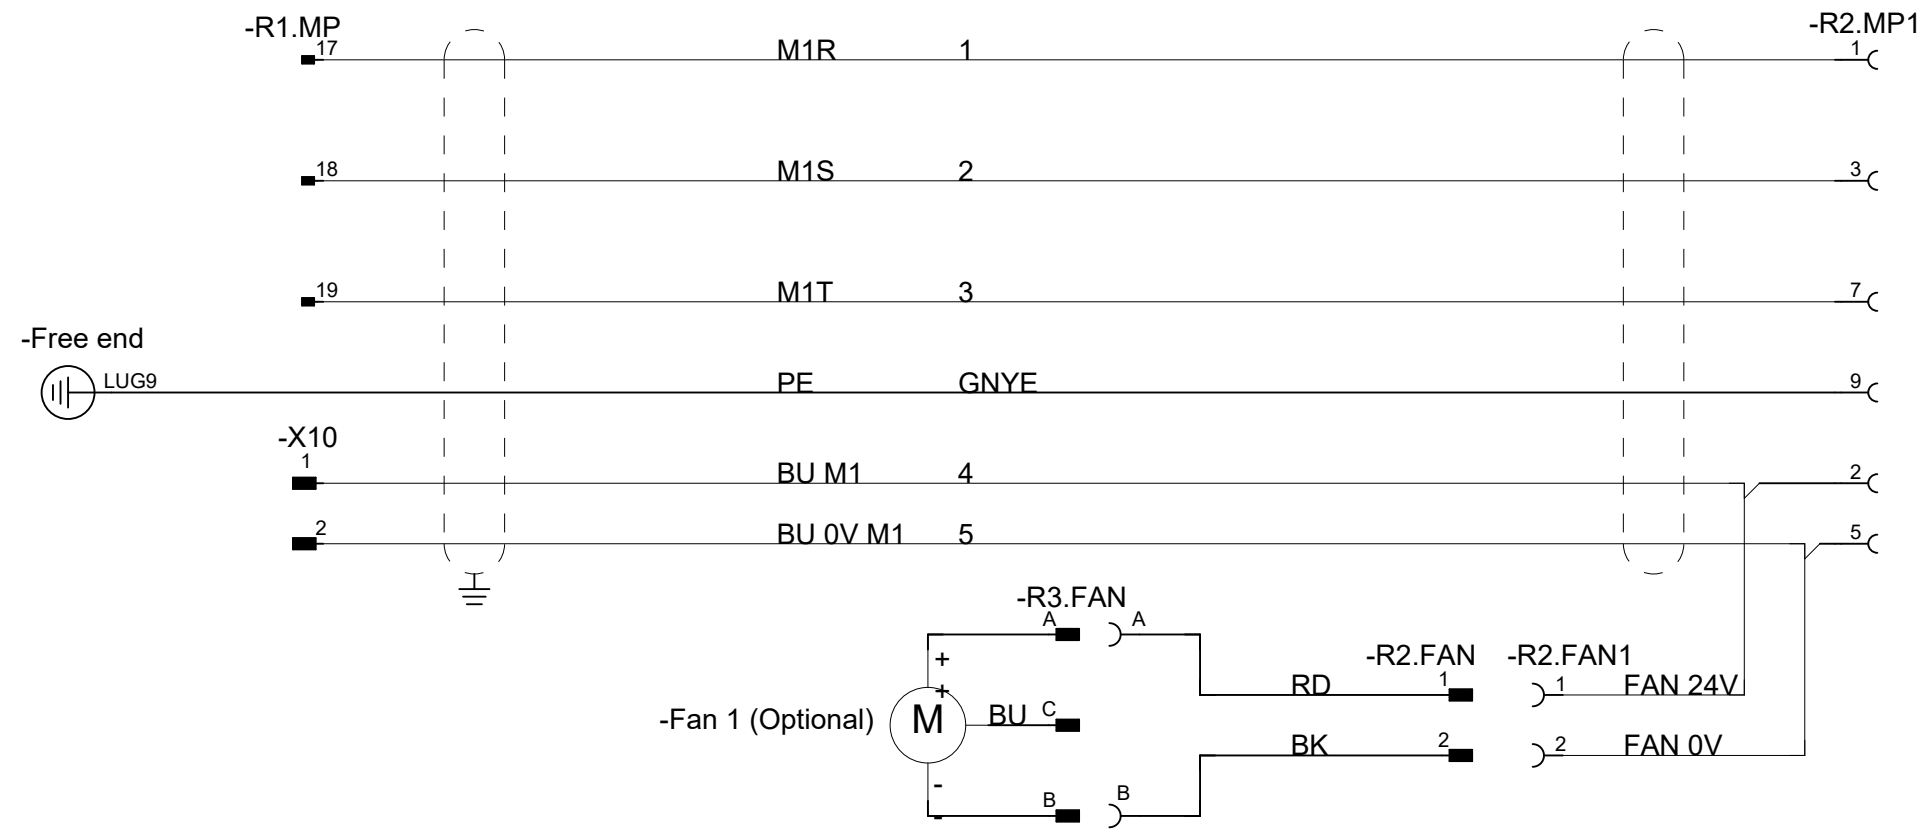 -R1.MP -R2.MP1
17 M1R 1 1
18 M1S 2 3
19 M1T 3 7
-Free end
LUG9 PE GNYE 9
-X10
1 BU M1 4 2
2 BU 0V M1 5 5
-R3.FAN
A A
+
-R2.FAN -R2.FAN1
+ RD 1 1 FAN 24V
-Fan 1 (Optional) M BU C
BK 2 2 FAN 0V
-
B B
-